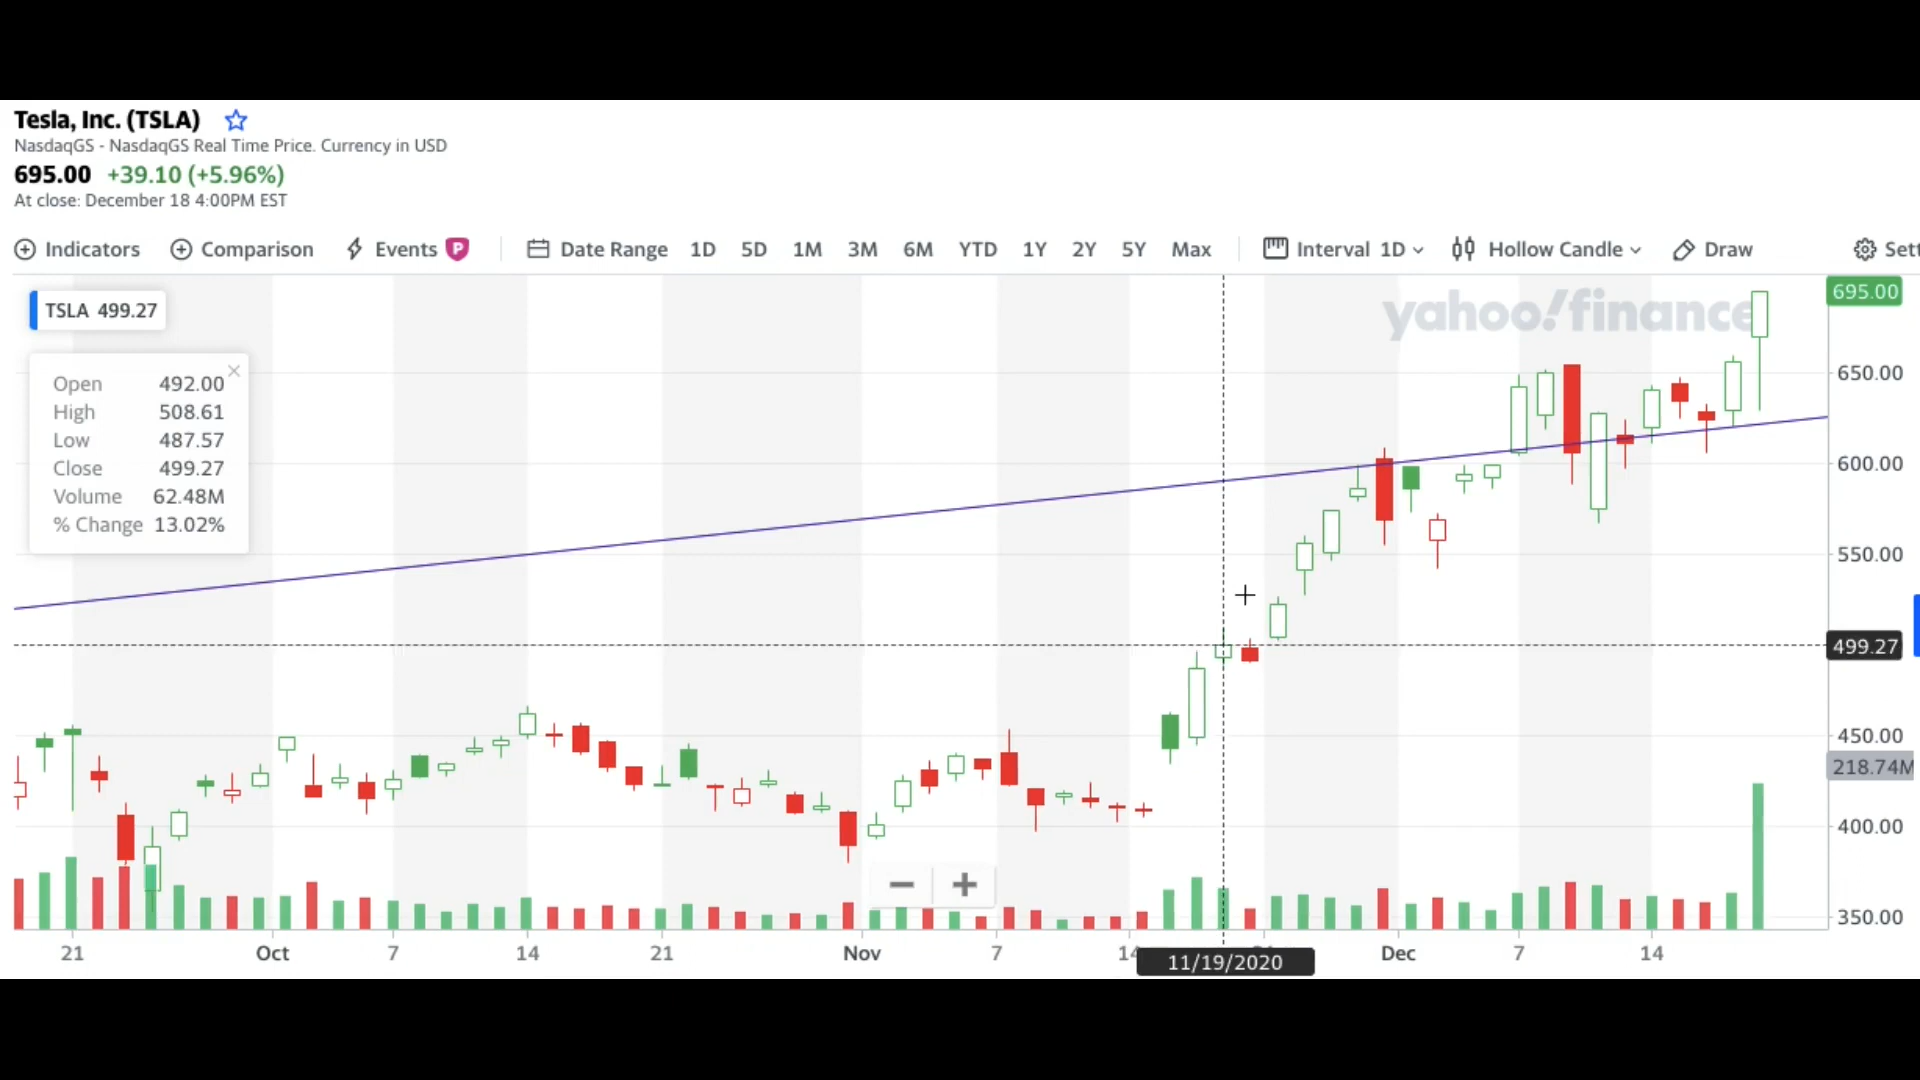 Tesla, Inc. (TSLA)
NasdaqGS - NasdaqGS Real Time Price. Currency in USD
695.00 +39.10 (+5.96%)
At close: December 18 4:00PM EST
Indicators Comparison Events P Date Range 1D 5D 1M 3M 6M YTD 1Y 2Y 5Y Max Interval 1D Hollow Candle Draw Sett
TSLA 499.27
yahoo!finance
695.00
Open 492.00
High 508.61
Low 487.57
Close 499.27
Volume 62.48M
% Change 13.02%
650.00
600.00
550.00
499.27
450.00
218.74M
400.00
350.00
21 Oct 7 14 21 Nov 7 14 11/19/2020 Dec 7 14